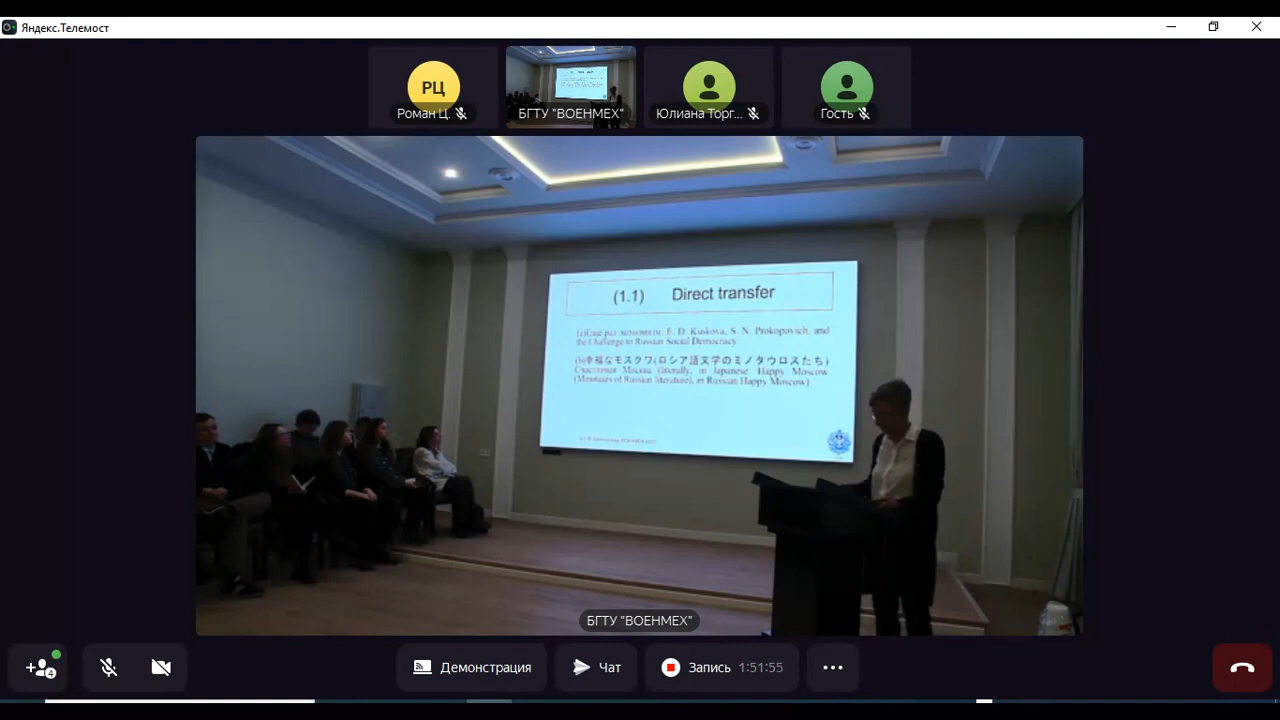 Яндекс.Телемост
РЦ
Роман Ц.
БГТУ "ВОЕНМЕХ"
Юлиана Торг...
Гость
(1.1) Direct transfer
E. D. Kuskova, S. N. Prokopovich, and
the Challenge to Russian Social Democracy
(b)幸福なモスクワ(ロシア語文学のミノタウロスたち)
Счастливая Москва (literally, in Japanese Happy Moscow
(Minotaurs of Russian literature), in Russian Happy Moscow)
БГТУ "ВОЕНМЕХ"
4
Демонстрация
Чат
Запись 1:51:55